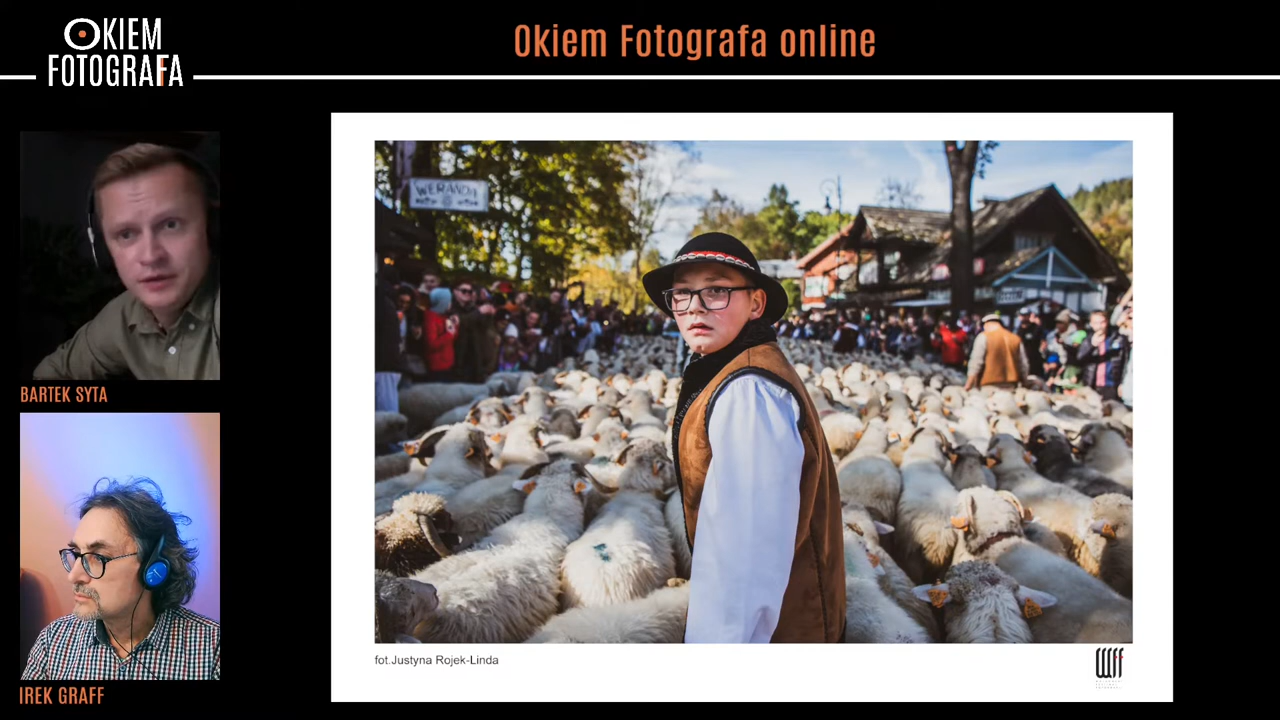 OKIEM
FOTOGRAFA
Okiem Fotografa online
WERANDA
BARTEK SYTA
IREK GRAFF
fot.Justyna Rojek-Linda